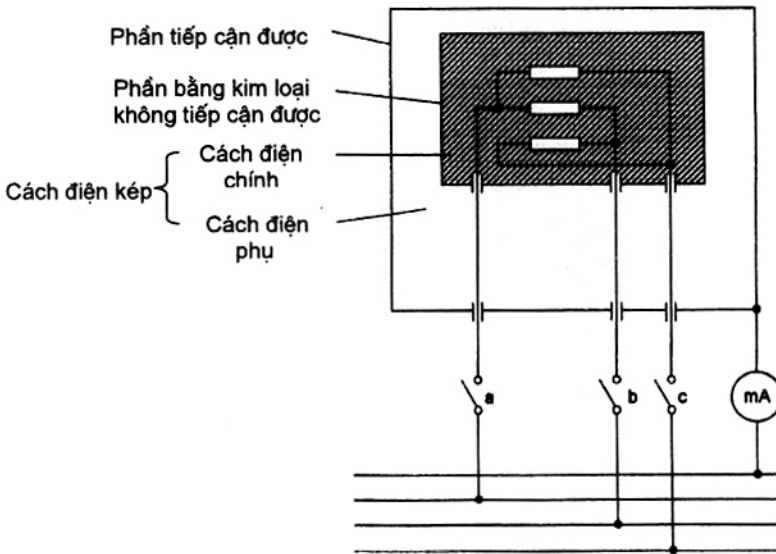 Phần tiếp cận được
Phần bằng kim loại
không tiếp cận được
Cách điện
chính
Cách điện kép
Cách điện
phụ
a
b
c
mA